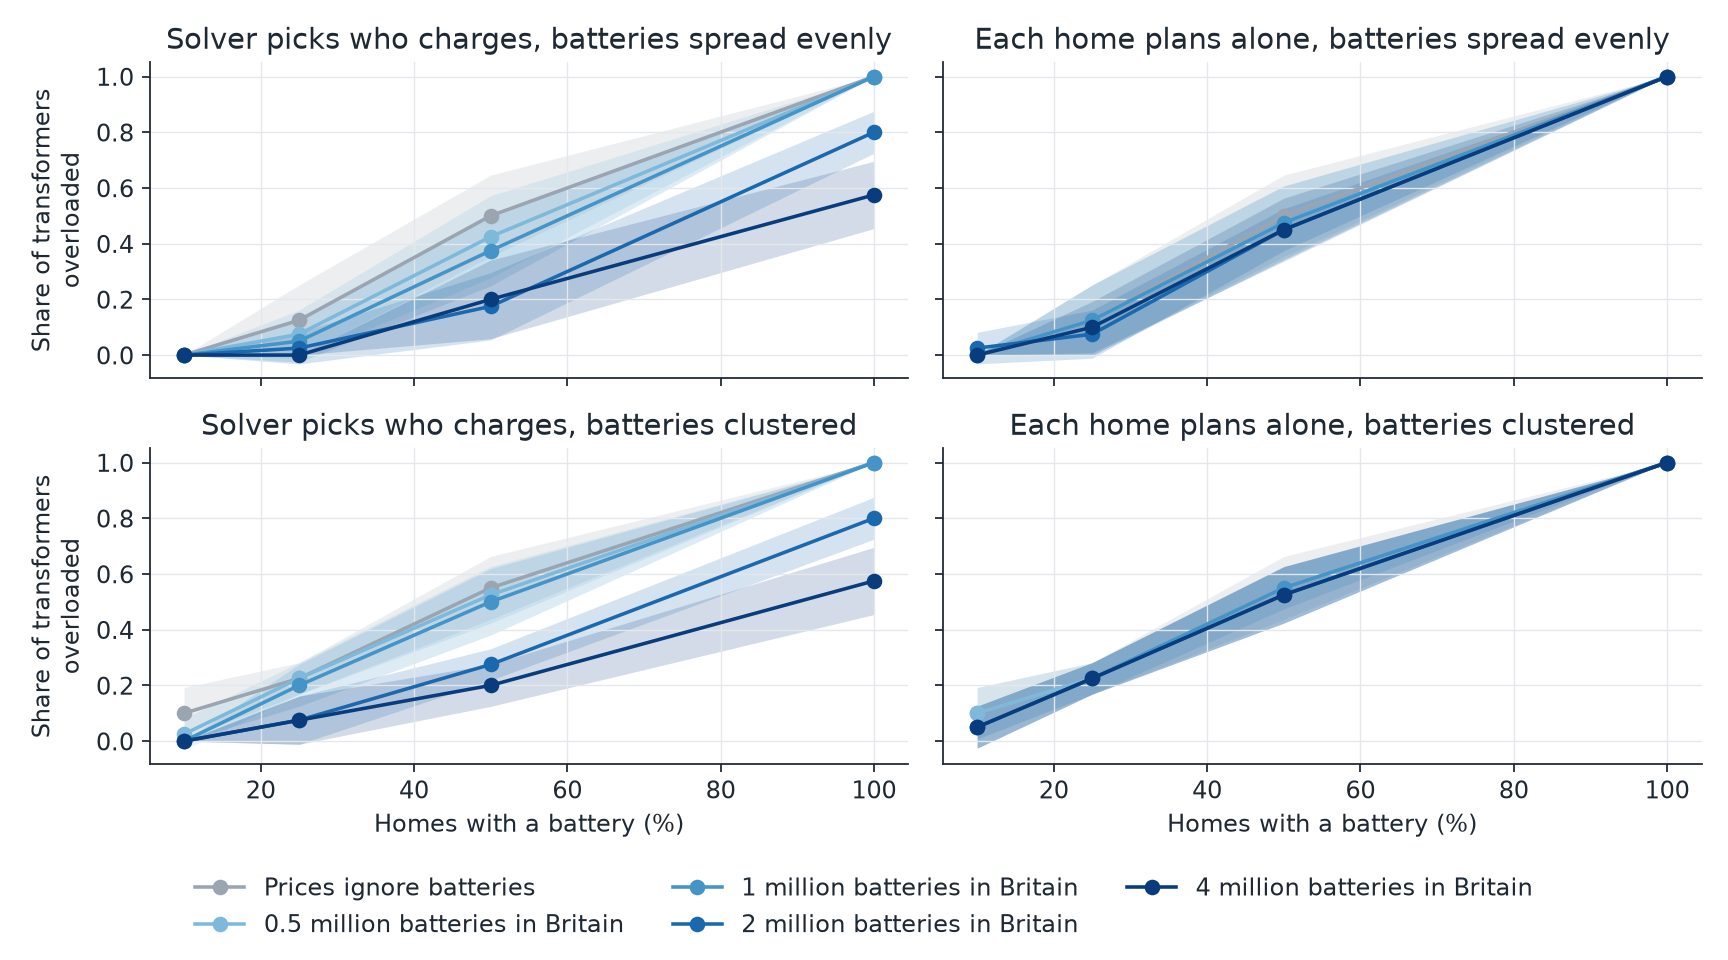 Solver picks who charges, batteries spread evenly
Each home plans alone, batteries spread evenly
Share of transformers
overloaded
1.0
0.8
0.6
0.4
0.2
0.0
Solver picks who charges, batteries clustered
Each home plans alone, batteries clustered
Share of transformers
overloaded
1.0
0.8
0.6
0.4
0.2
0.0
20 40 60 80 100
20 40 60 80 100
Homes with a battery (%)
Homes with a battery (%)
Prices ignore batteries
0.5 million batteries in Britain
1 million batteries in Britain
2 million batteries in Britain
4 million batteries in Britain